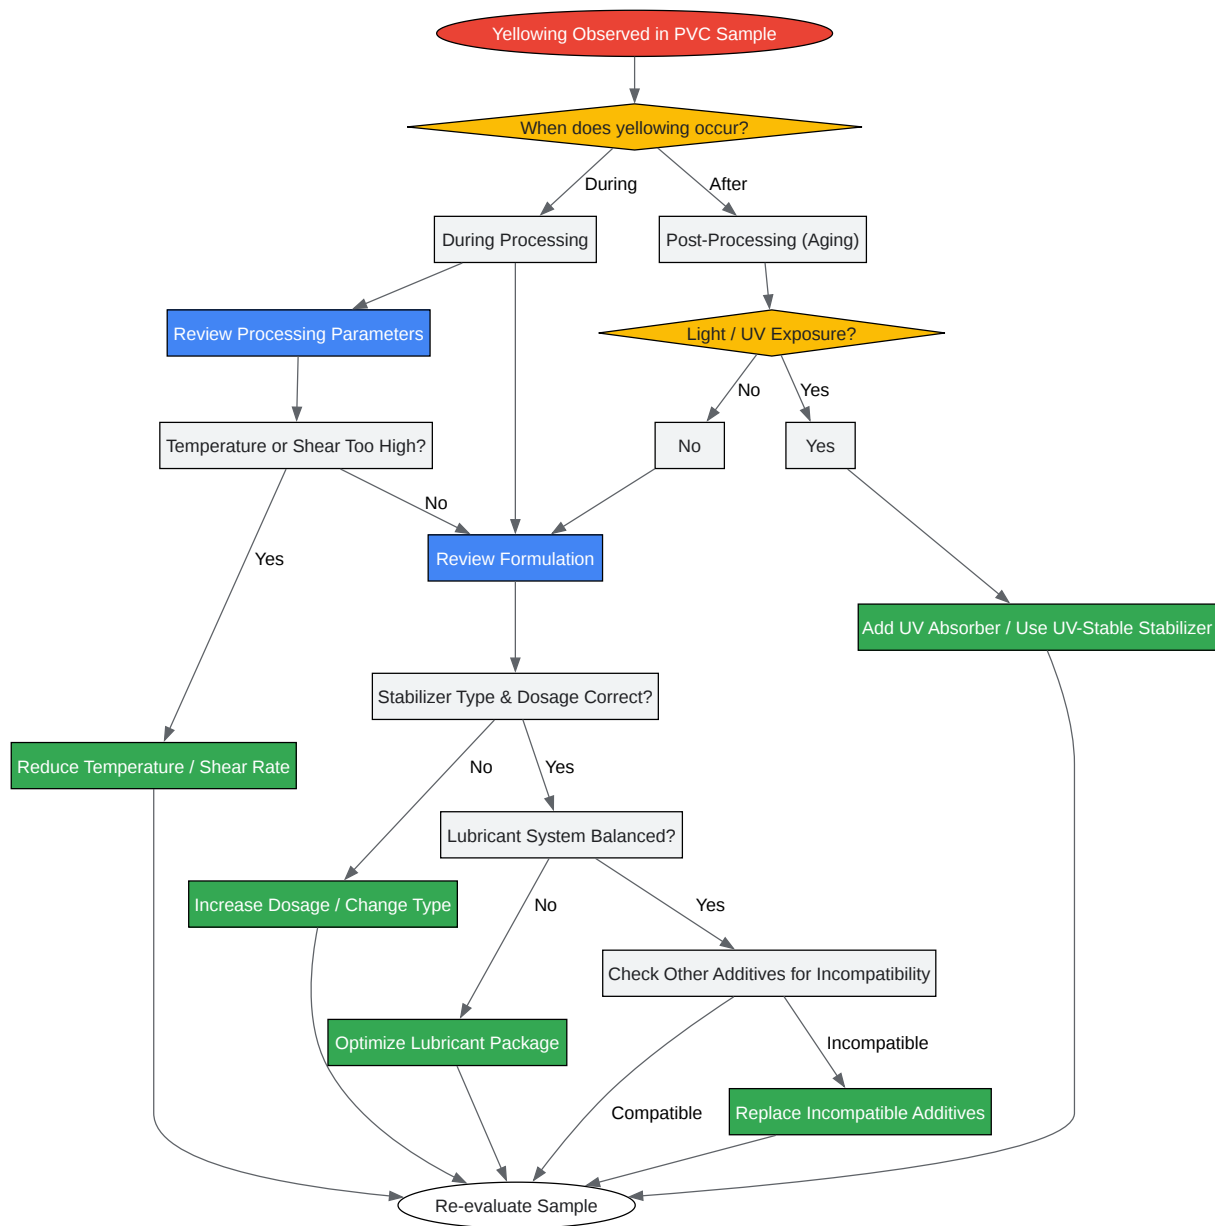 Yellowing Observed in PVC Sample
When does yellowing occur?
During
After
During Processing
Post-Processing (Aging)
Review Processing Parameters
Light / UV Exposure?
No
Yes
Temperature or Shear Too High?
No
Yes
No
Review Formulation
Yes
Add UV Absorber / Use UV-Stable Stabilizer
Stabilizer Type & Dosage Correct?
Reduce Temperature / Shear Rate
No
Yes
Lubricant System Balanced?
Increase Dosage / Change Type
No
Yes
Check Other Additives for Incompatibility
Optimize Lubricant Package
Incompatible
Compatible
Replace Incompatible Additives
Re-evaluate Sample